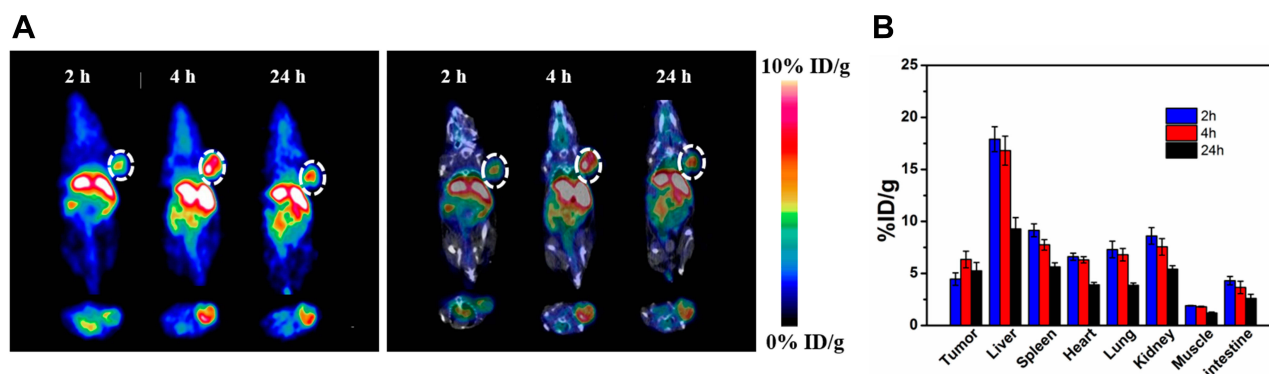 A
2 h
4 h
24 h
2 h
4 h
24 h
10% ID/g
0% ID/g
B
25
20
15
10
5
0
%ID/g
2h
4h
24h
Tumor
Liver
Spleen
Heart
Lung
Kidney
Muscle
intestine